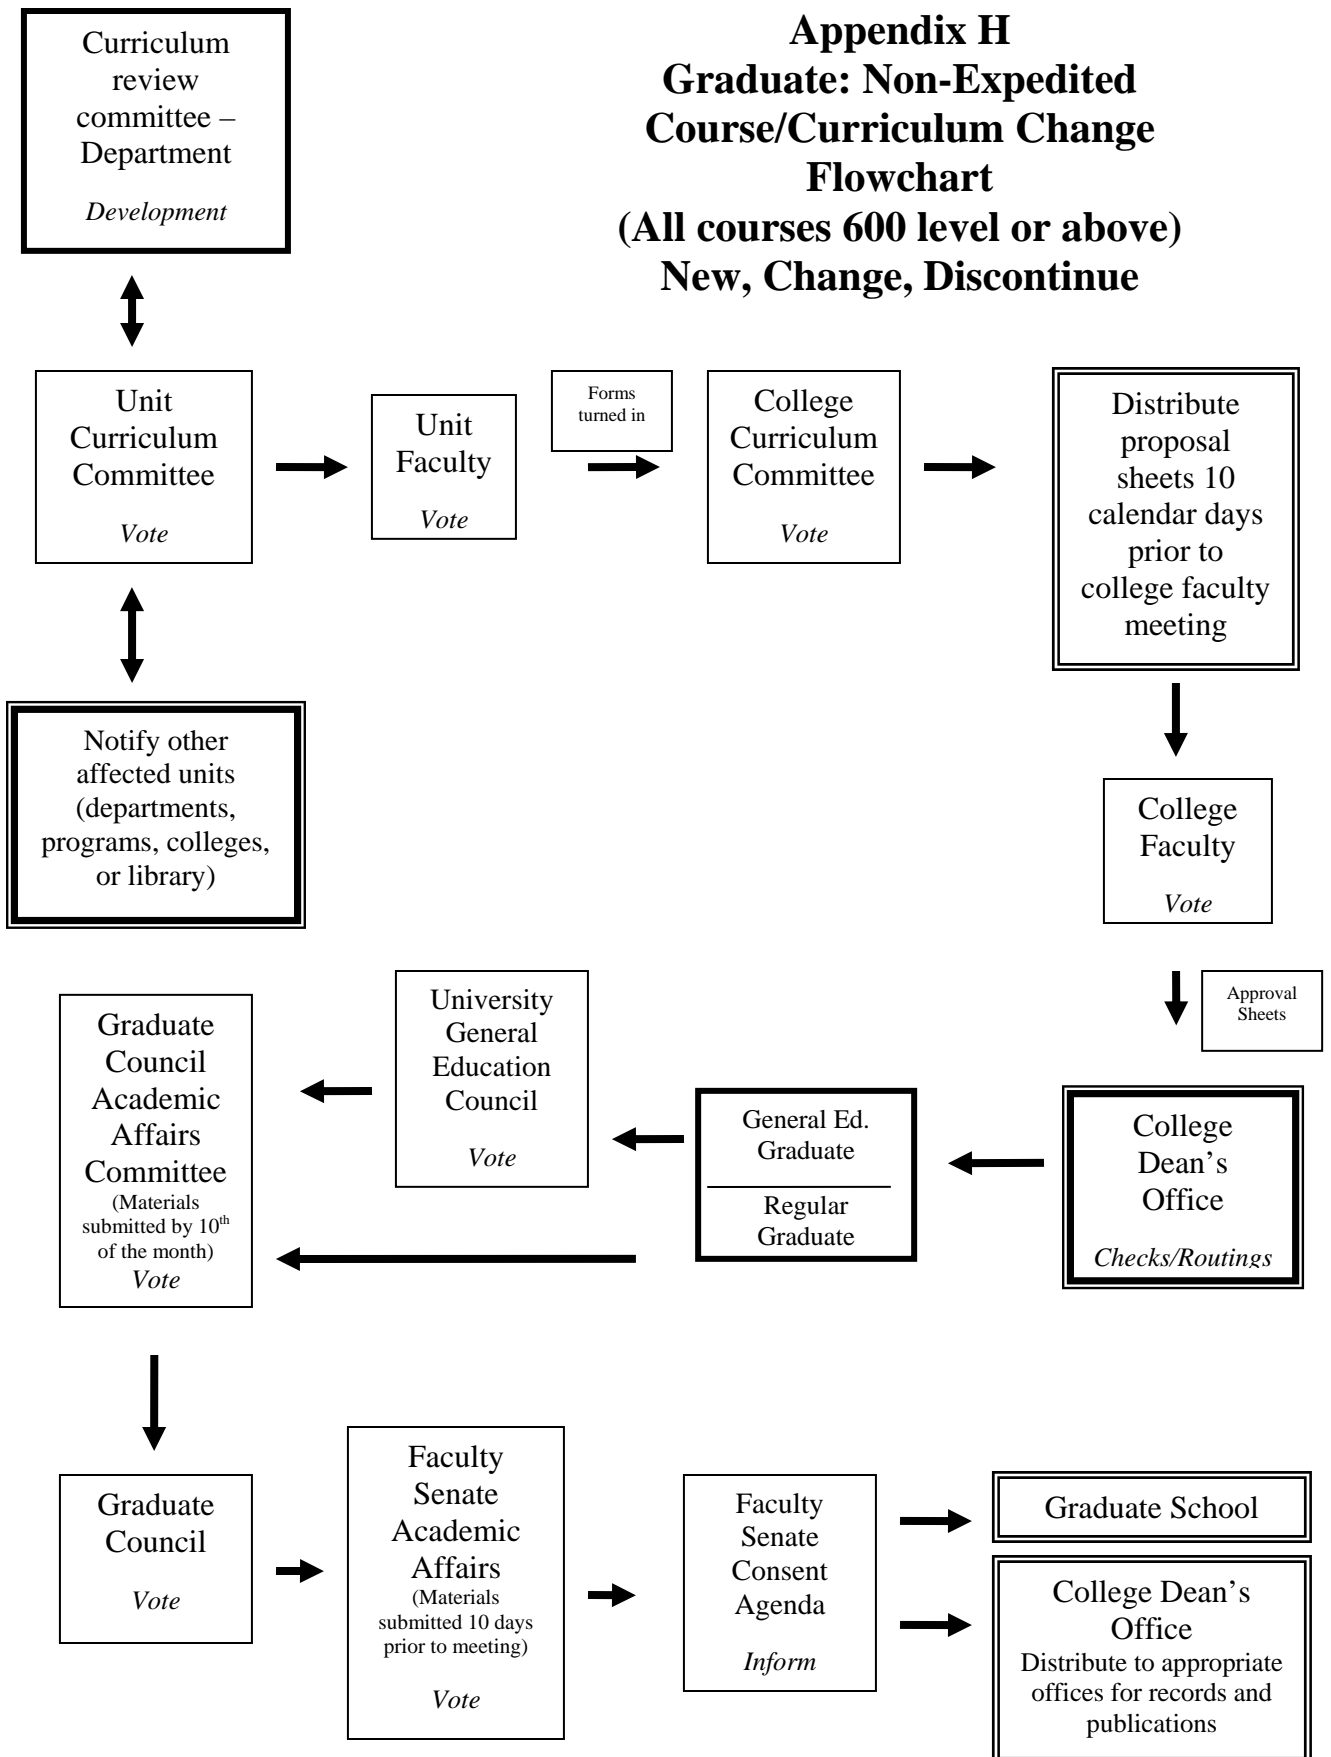 Appendix H
Graduate: Non-Expedited
Course/Curriculum Change
Flowchart
(All courses 600 level or above)
New, Change, Discontinue
Curriculum
review
committee –
Department
Development
Unit
Curriculum
Committee
Vote
Unit
Faculty
Vote
Forms
turned in
College
Curriculum
Committee
Vote
Distribute
proposal
sheets 10
calendar days
prior to
college faculty
meeting
Notify other
affected units
(departments,
programs, colleges,
or library)
College
Faculty
Vote
Approval
Sheets
College
Dean’s
Office
Checks/Routings
General Ed.
Graduate
Regular
Graduate
University
General
Education
Council
Vote
Graduate
Council
Academic
Affairs
Committee
(Materials
submitted by 10th
of the month)
Vote
Graduate
Council
Vote
Faculty
Senate
Academic
Affairs
(Materials
submitted 10 days
prior to meeting)
Vote
Faculty
Senate
Consent
Agenda
Inform
Graduate School
College Dean’s
Office
Distribute to appropriate
offices for records and
publications